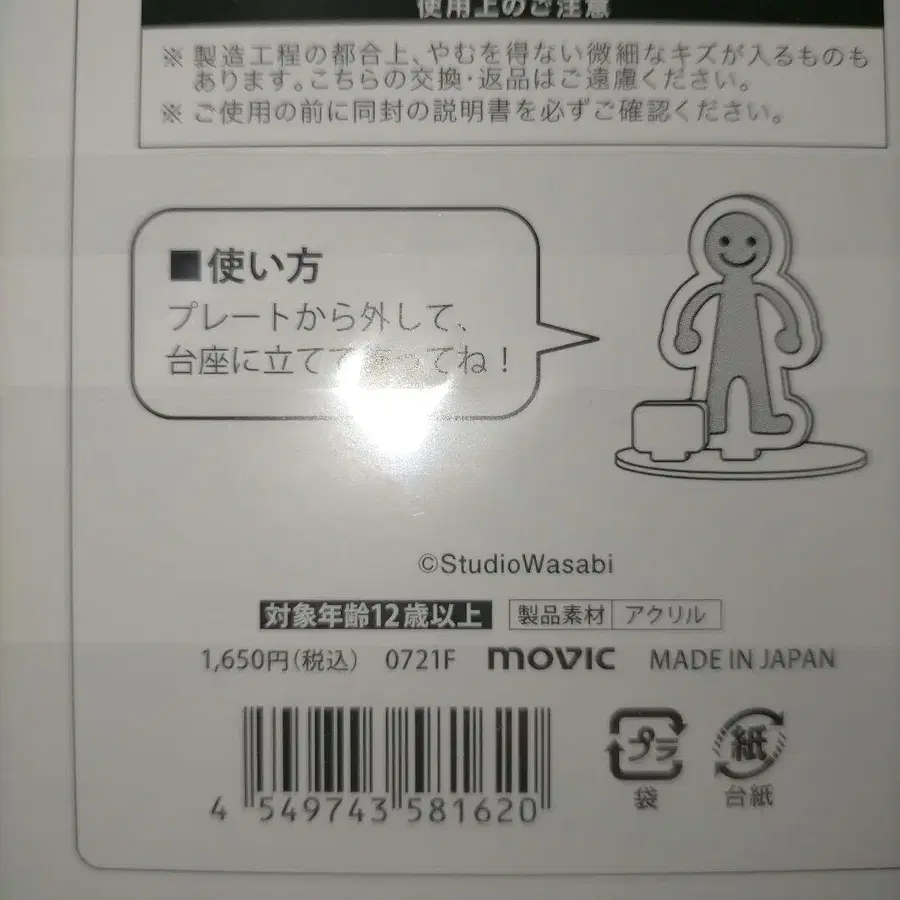 使用上のご注意
※ 製造工程の都合上、やむを得ない微細なキズが入るものも
あります。こちらの交換・返品はご遠慮ください。
※ ご使用の前に同封の説明書を必ずご確認ください。
■使い方
プレートから外して、
台座に立てて ってね！
©StudioWasabi
対象年齢12歳以上 製品素材 アクリル
1,650円（税込） 0721F movic MADE IN JAPAN
プラ 紙
袋 台紙
4 549743 581620